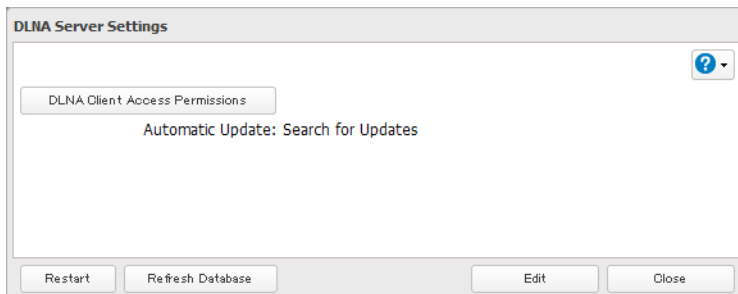 DLNA Server Settings
?
DLNA Client Access Permissions
Automatic Update: Search for Updates
Restart Refresh Database Edit Close